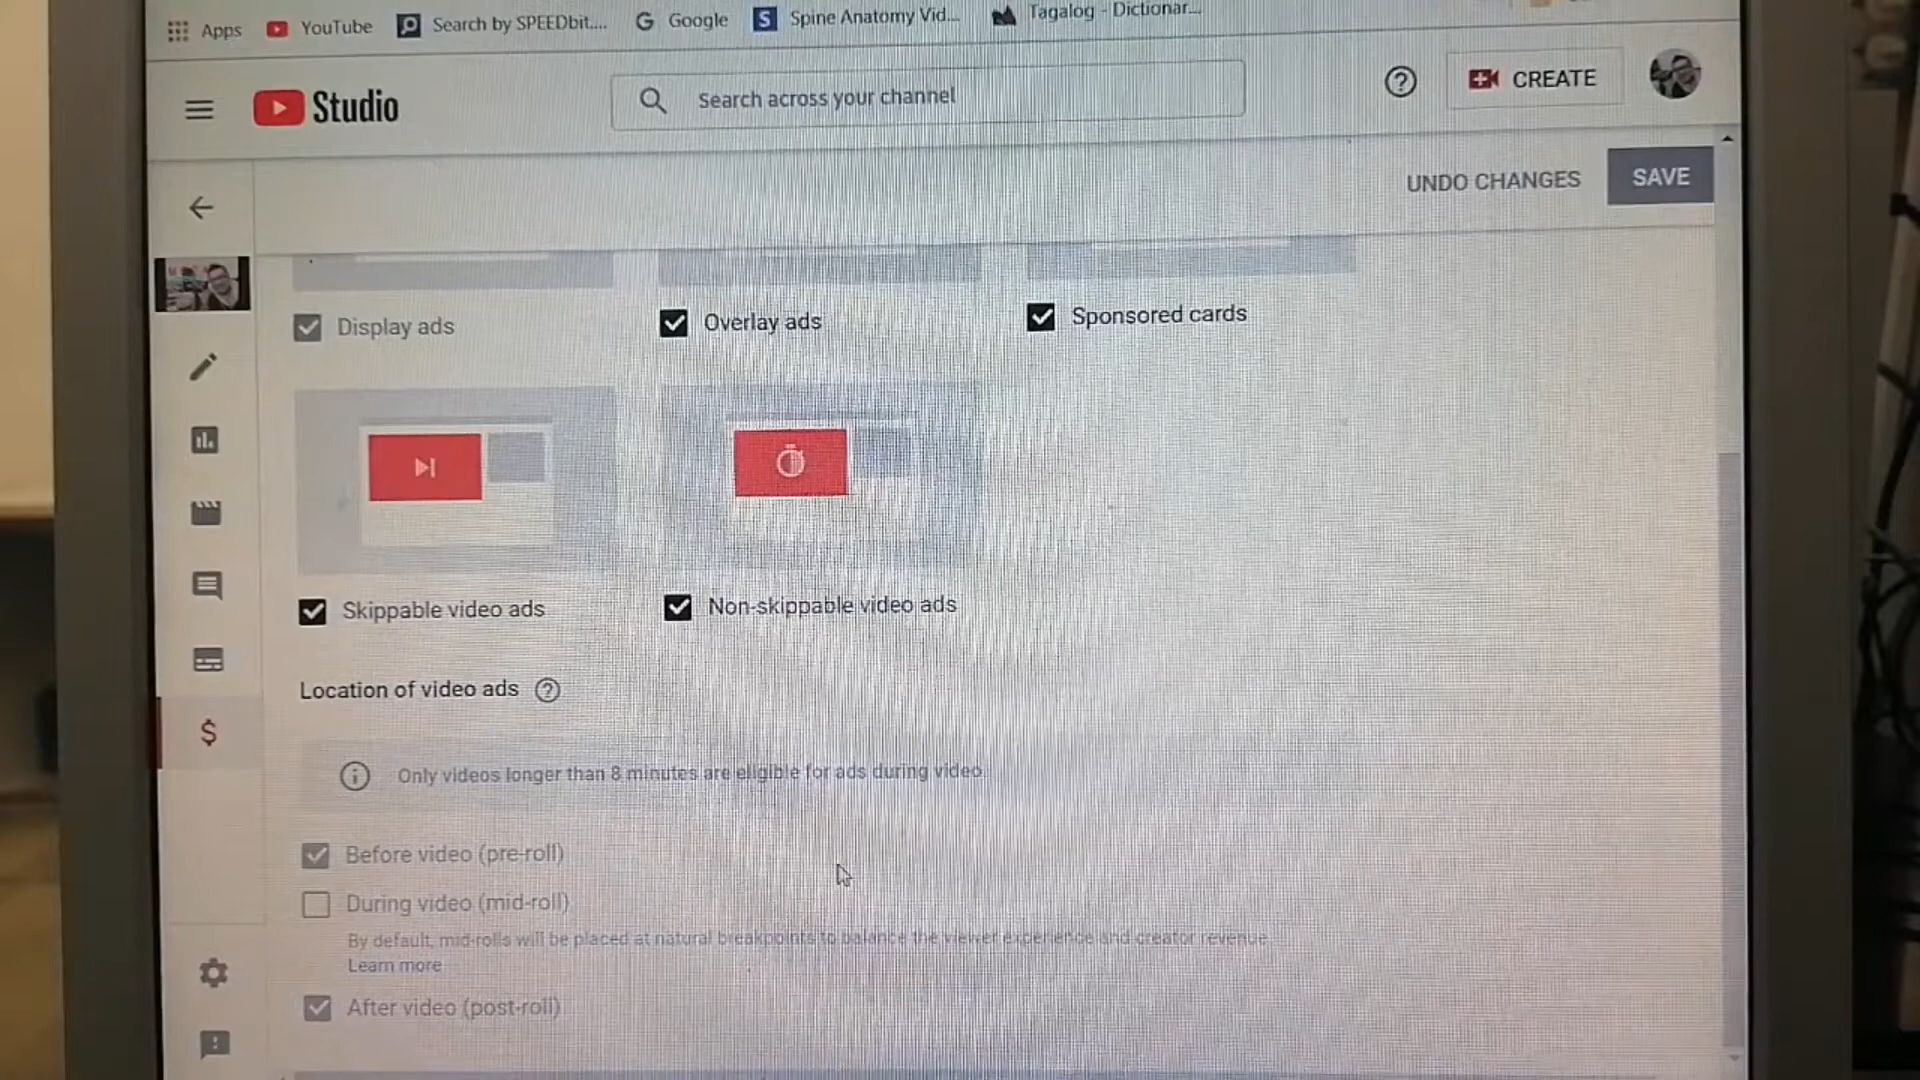 Apps YouTube Search by SPEEDbit.... Google Spine Anatomy Vid... Tagalog - Dictionar...
Studio Search across your channel CREATE
UNDO CHANGES SAVE
Display ads Overlay ads Sponsored cards
Skippable video ads Non-skippable video ads
Location of video ads
Only videos longer than 8 minutes are eligible for ads during video.
Before video (pre-roll)
During video (mid-roll)
By default, mid-rolls will be placed at natural breakpoints to balance the viewer experience and creator revenue.
Learn more
After video (post-roll)